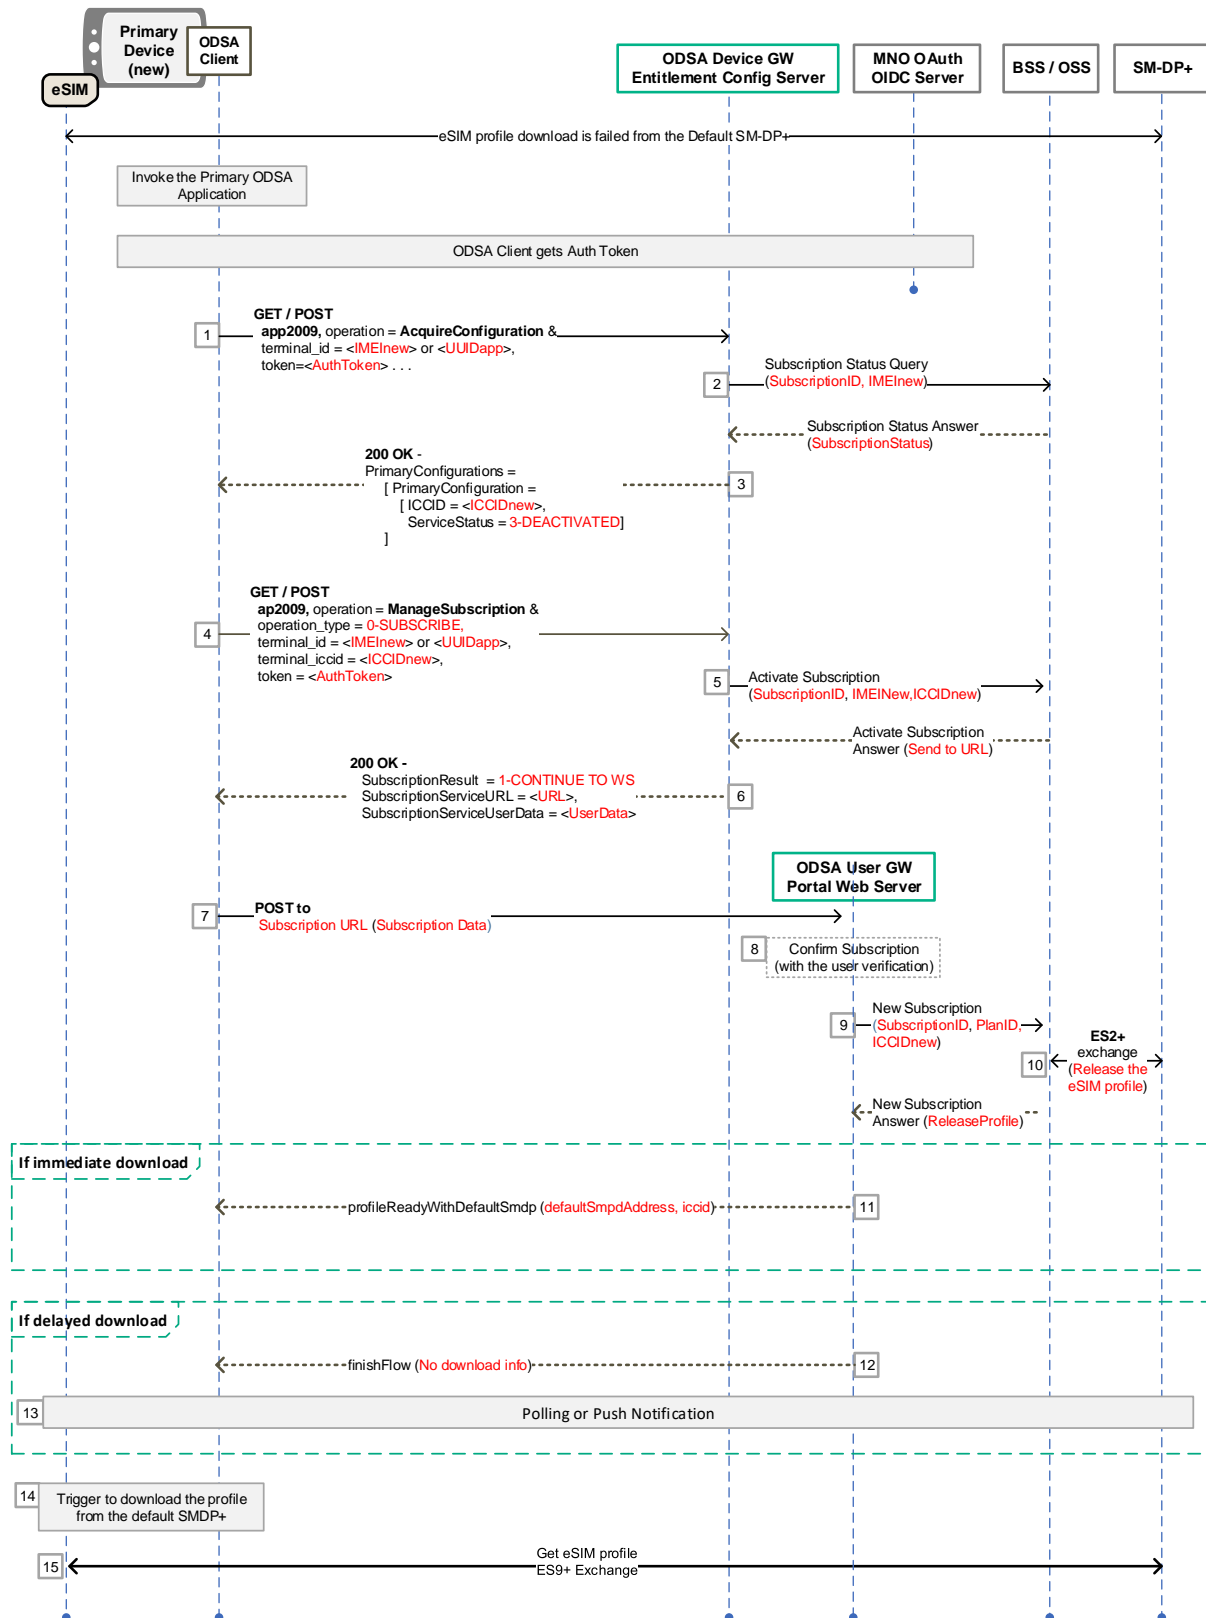 Primary
Device
(new)
ODSA
Client
eSIM
ODSA Device GW
Entitlement Config Server
MNO OAuth
OIDC Server
BSS / OSS
SM-DP+
eSIM profile download is failed from the Default SM-DP+
Invoke the Primary ODSA
Application
ODSA Client gets Auth Token
1
GET / POST
app2009, operation = AcquireConfiguration &
terminal_id = <IMEInew> or <UUIDapp>,
token=<AuthToken> . . .
2
Subscription Status Query
(SubscriptionID, IMEInew)
Subscription Status Answer
(SubscriptionStatus)
3
200 OK -
PrimaryConfigurations =
[ PrimaryConfiguration =
[ ICCID = <ICCIDnew>,
ServiceStatus = 3-DEACTIVATED]
]
4
GET / POST
ap2009, operation = ManageSubscription &
operation_type = 0-SUBSCRIBE,
terminal_id = <IMEInew> or <UUIDapp>,
terminal_iccid = <ICCIDnew>,
token = <AuthToken>
5
Activate Subscription
(SubscriptionID, IMEINew,ICCIDnew)
Activate Subscription
Answer (Send to URL)
6
200 OK -
SubscriptionResult = 1-CONTINUE TO WS
SubscriptionServiceURL = <URL>,
SubscriptionServiceUserData = <UserData>
ODSA User GW
Portal Web Server
7
POST to
Subscription URL (Subscription Data)
8
Confirm Subscription
(with the user verification)
9
New Subscription
(SubscriptionID, PlanID,
ICCIDnew)
10
ES2+
exchange
(Release the
eSIM profile)
New Subscription
Answer (ReleaseProfile)
If immediate download
profileReadyWithDefaultSmdp (defaultSmpdAddress, iccid)
11
If delayed download
finishFlow (No download info)
12
13
Polling or Push Notification
14
Trigger to download the profile
from the default SMDP+
15
Get eSIM profile
ES9+ Exchange